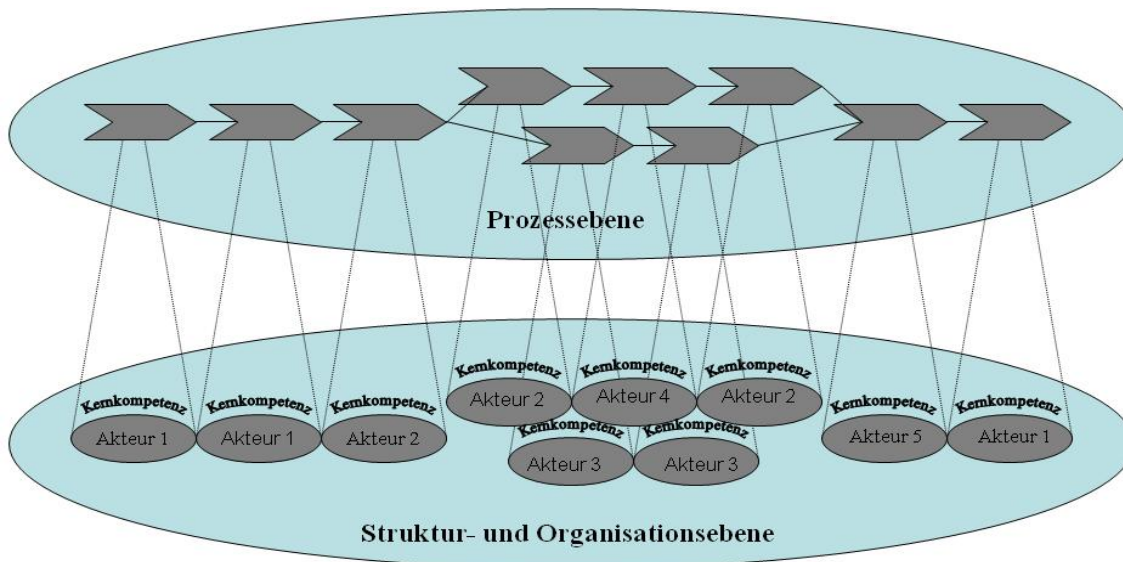 Prozessebene
Kernkompetenz Kernkompetenz Kernkompetenz
Akteur 2 Akteur 4 Akteur 2
Kernkompetenz Kernkompetenz Kernkompetenz Kernkompetenz Kernkompetenz
Akteur 1 Akteur 1 Akteur 2 Akteur 5 Akteur 1
Kernkompetenz Kernkompetenz
Akteur 3 Akteur 3
Struktur- und Organisationsebene